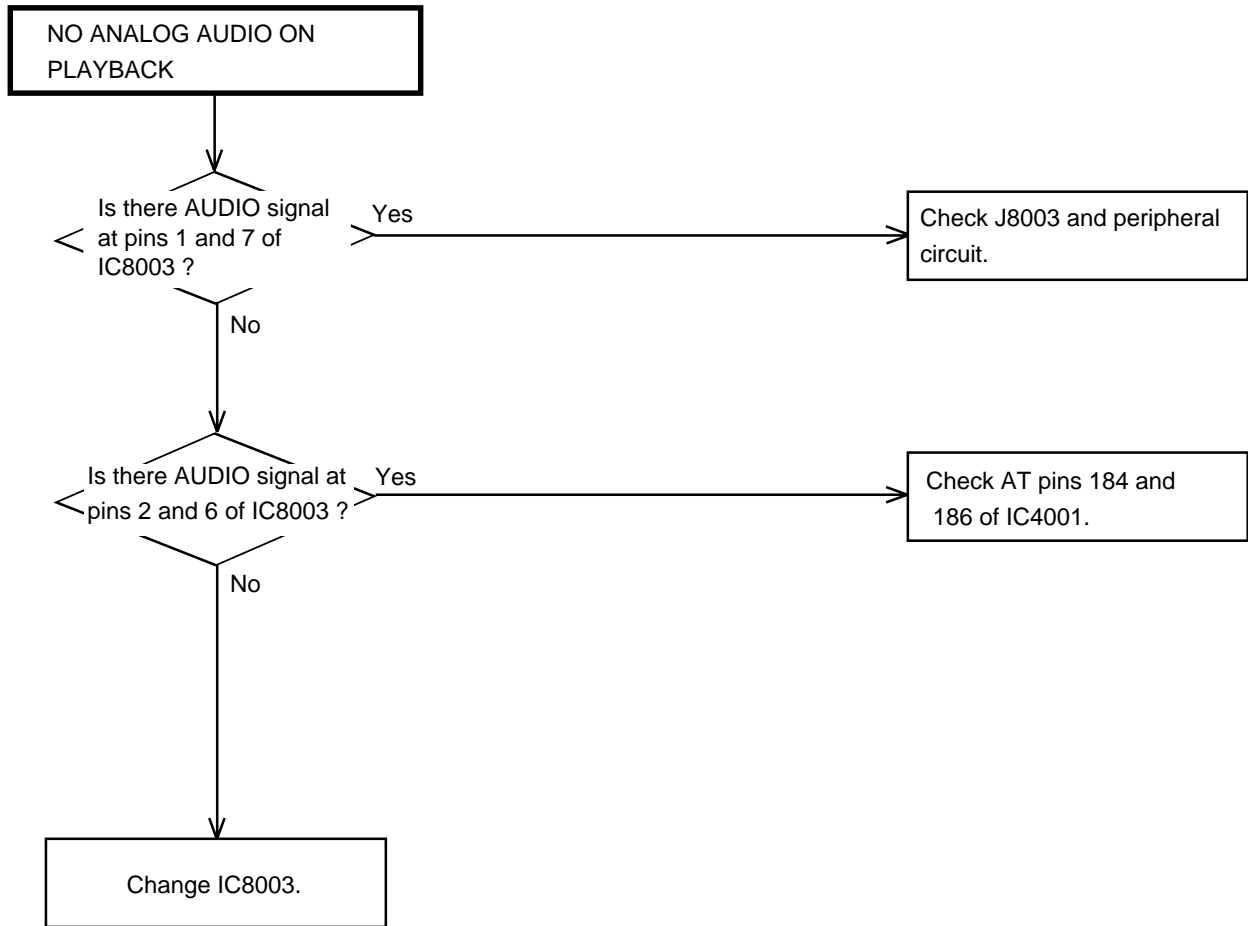 NO ANALOG AUDIO ON
PLAYBACK
Is there AUDIO signal
at pins 1 and 7 of
IC8003 ?
Yes
Check J8003 and peripheral
circuit.
No
Is there AUDIO signal at
pins 2 and 6 of IC8003 ?
Yes
Check AT pins 184 and
186 of IC4001.
No
Change IC8003.